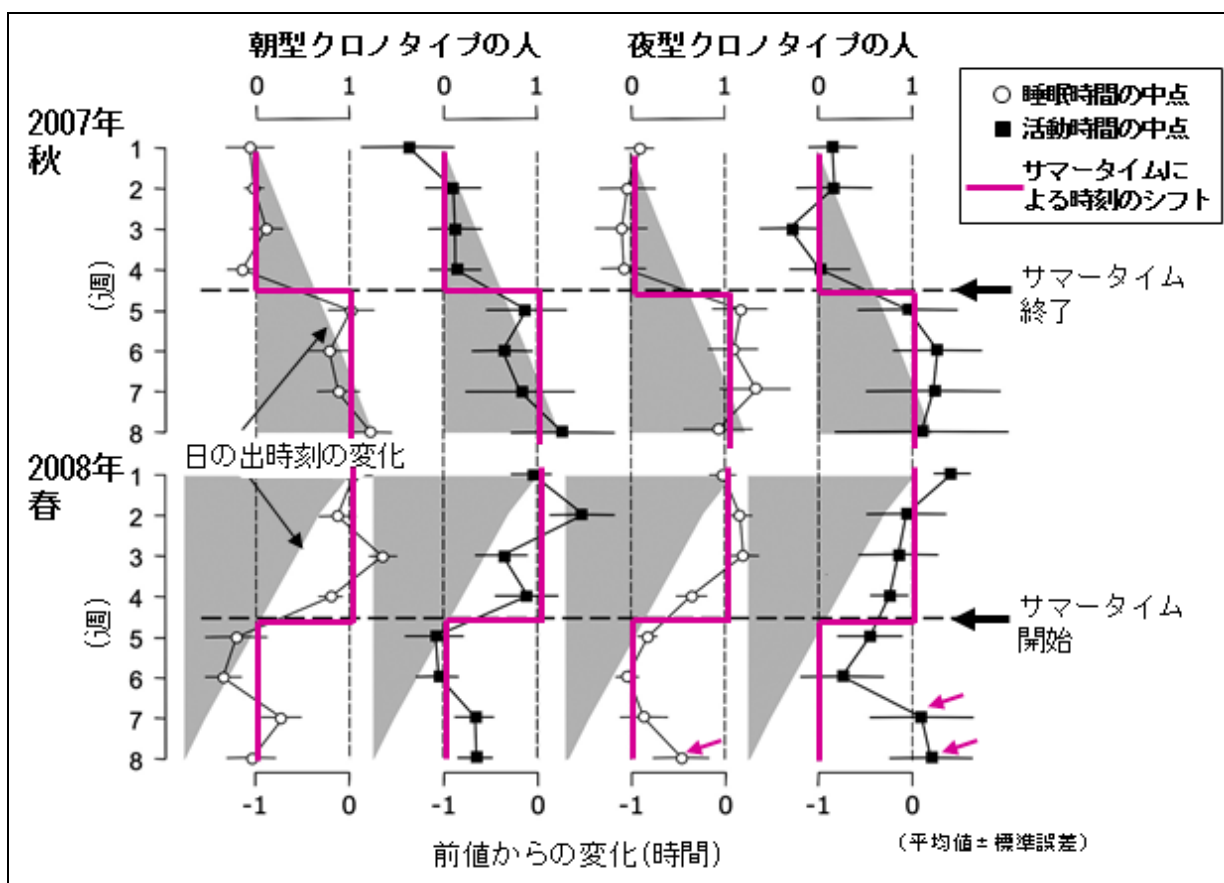 朝型クロノタイプの人
夜型クロノタイプの人
0 1 0 1 0 1 0 1
○ 睡眠時間の中点
■ 活動時間の中点
サマータイムに
よる時刻のシフト
2007年
秋
1
2
3
4
5
6
7
8
(週)
サマータイム
終了
日の出時刻の変化
2008年
春
1
2
3
4
5
6
7
8
(週)
サマータイム
開始
-1 0 -1 0 -1 0 -1 0
前値からの変化(時間)
(平均値±標準誤差)